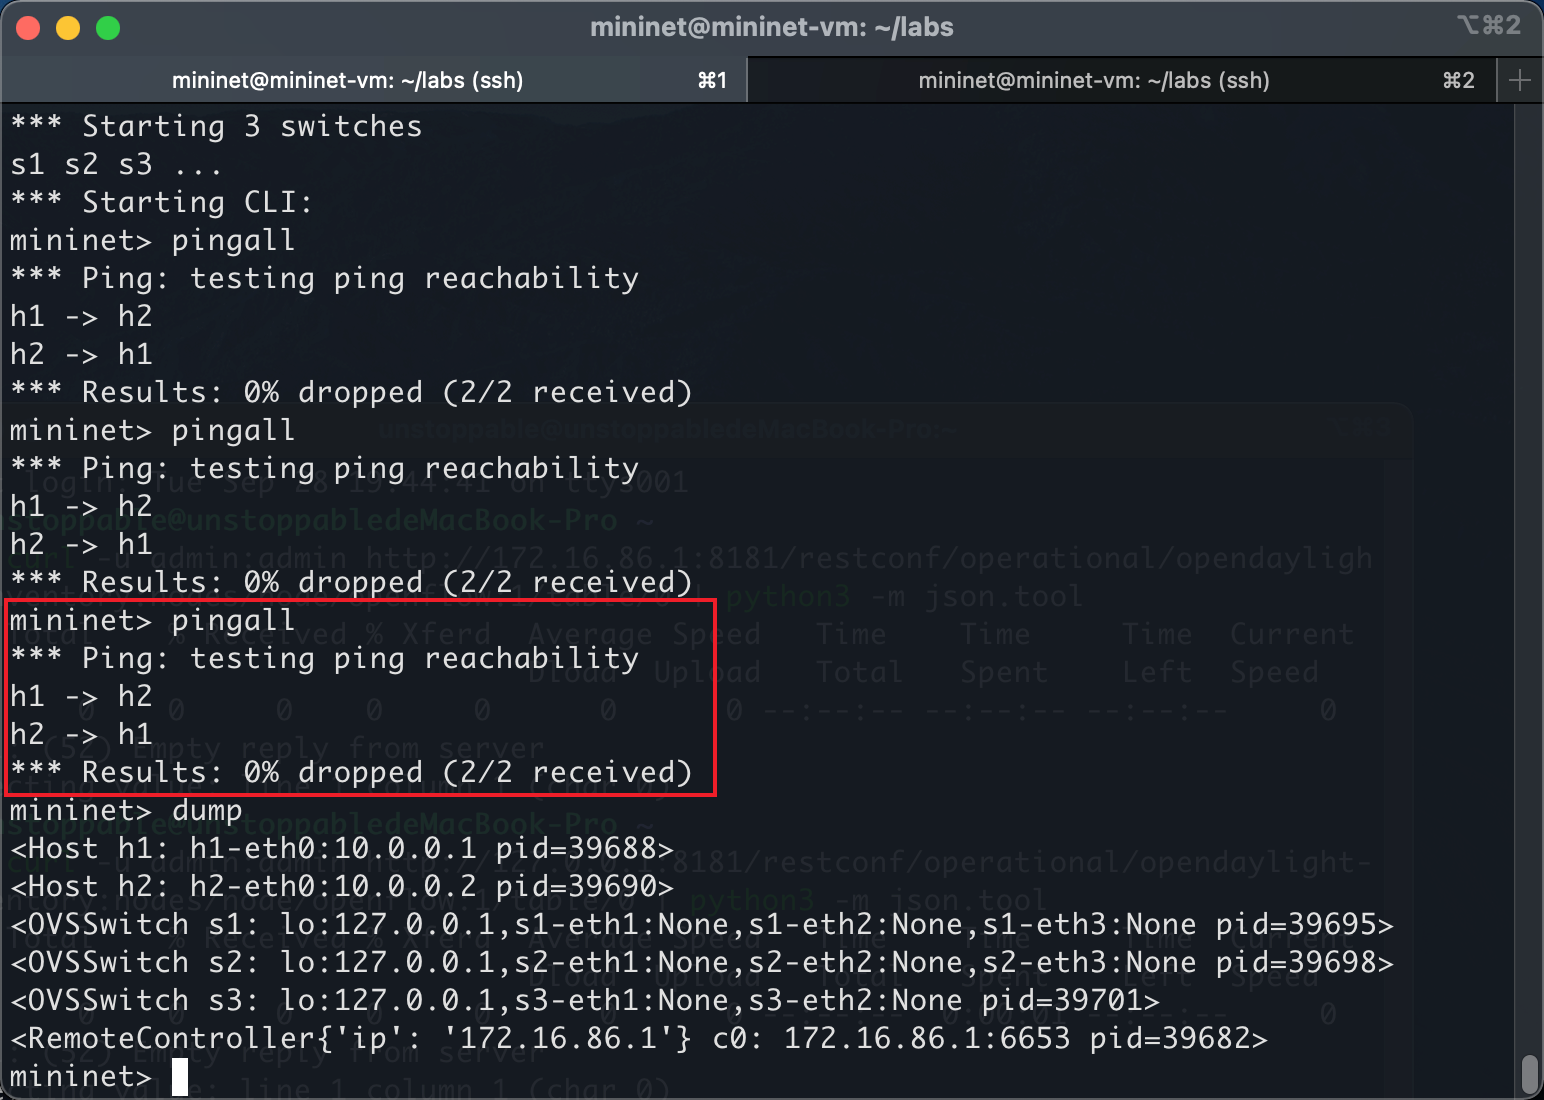 mininet@mininet-vm: ~/labs
⌥⌘2
mininet@mininet-vm: ~/labs (ssh) ⌘1
mininet@mininet-vm: ~/labs (ssh) ⌘2
*** Starting 3 switches
s1 s2 s3 ...
*** Starting CLI:
mininet> pingall
*** Ping: testing ping reachability
h1 -> h2
h2 -> h1
*** Results: 0% dropped (2/2 received)
mininet> pingall
*** Ping: testing ping reachability
h1 -> h2
h2 -> h1
*** Results: 0% dropped (2/2 received)
mininet> pingall
*** Ping: testing ping reachability
h1 -> h2
h2 -> h1
*** Results: 0% dropped (2/2 received)
mininet> dump
<Host h1: h1-eth0:10.0.0.1 pid=39688>
<Host h2: h2-eth0:10.0.0.2 pid=39690>
<OVSSwitch s1: lo:127.0.0.1,s1-eth1:None,s1-eth2:None,s1-eth3:None pid=39695>
<OVSSwitch s2: lo:127.0.0.1,s2-eth1:None,s2-eth2:None,s2-eth3:None pid=39698>
<OVSSwitch s3: lo:127.0.0.1,s3-eth1:None,s3-eth2:None pid=39701>
<RemoteController{'ip': '172.16.86.1'} c0: 172.16.86.1:6653 pid=39682>
mininet>